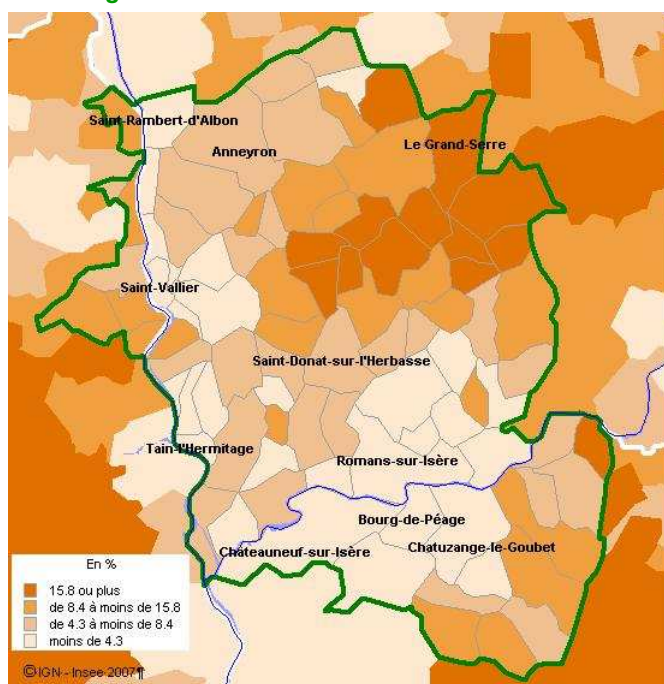 Saint-Rambert-d'Albon
Anneyron
Le Grand-Serre
Saint-Vallier
Saint-Donat-sur-l'Herbasse
Tain-l'Hermitage
Romans-sur-Isère
Bourg-de-Péage
Châteauneuf-sur-Isère
Chatuzange-le-Goubet
En %
15.8 ou plus
de 8.4 à moins de 15.8
de 4.3 à moins de 8.4
moins de 4.3
©IGN - Insee 2007¶